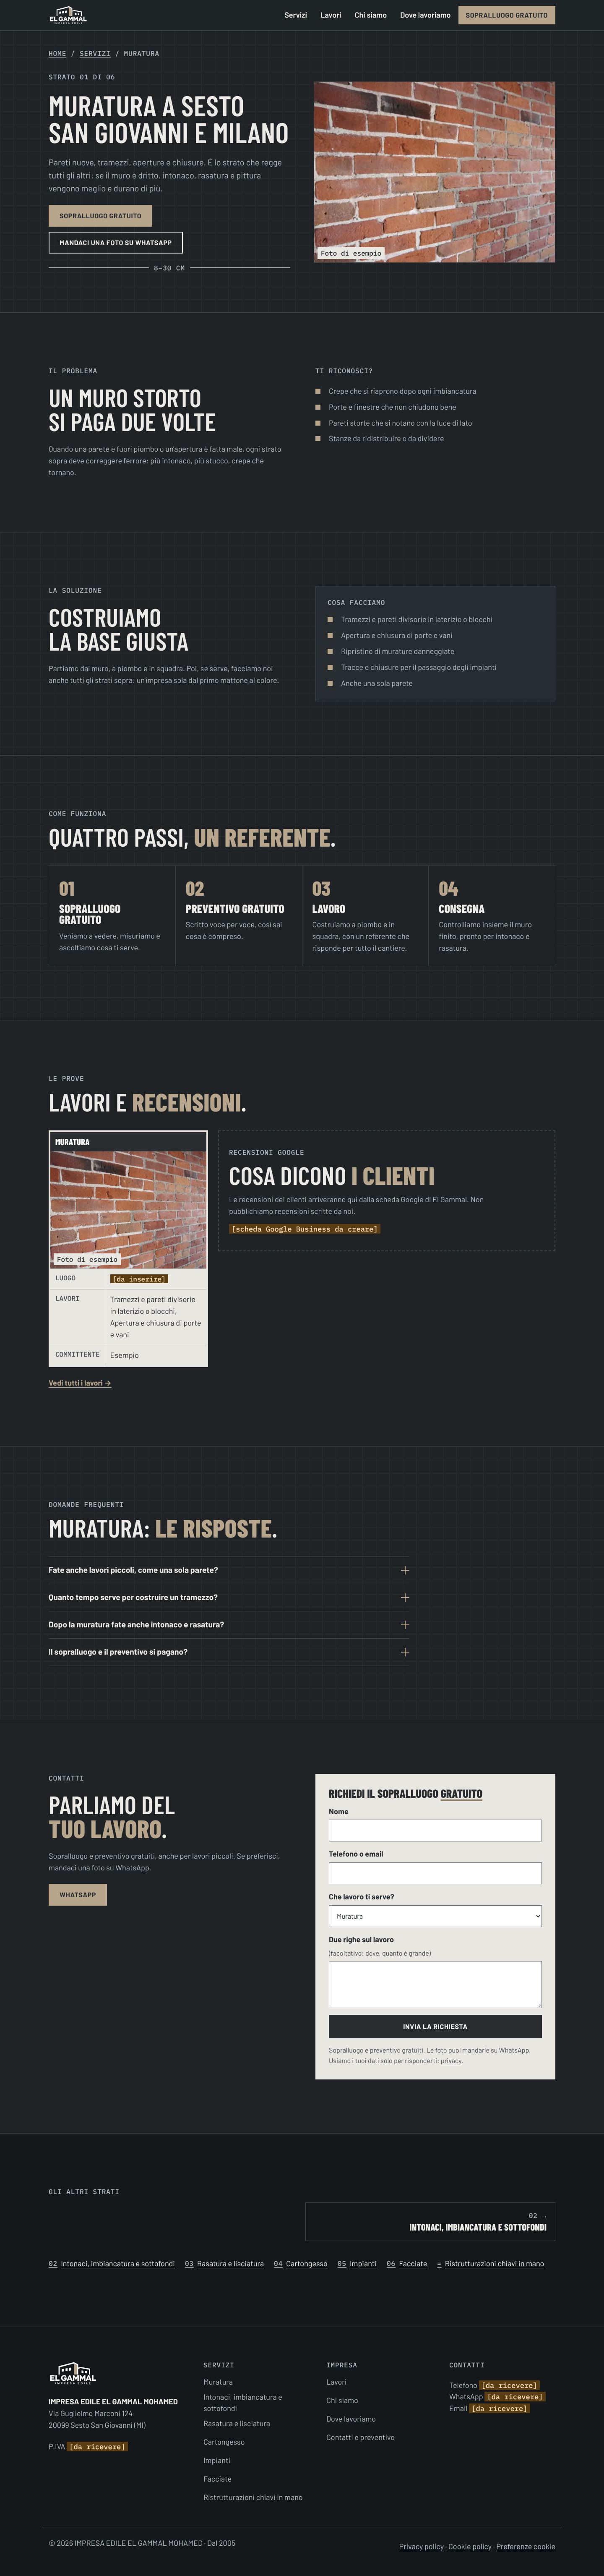 EL GAMMAL
IMPRESA EDILE
Servizi
Lavori
Chi siamo
Dove lavoriamo
SOPRALLUOGO GRATUITO
HOME / SERVIZI / MURATURA
STRATO 01 DI 06
MURATURA A SESTO
SAN GIOVANNI E MILANO
Pareti nuove, tramezzi, aperture e chiusure. È lo strato che regge
tutti gli altri: se il muro è dritto, intonaco, rasatura e pittura
vengono meglio e durano di più.
SOPRALLUOGO GRATUITO
MANDACI UNA FOTO SU WHATSAPP
8–30 CM
Foto di esempio
IL PROBLEMA
UN MURO STORTO
SI PAGA DUE VOLTE
Quando una parete è fuori piombo o un'apertura è fatta male, ogni strato
sopra deve correggere l'errore: più intonaco, più stucco, crepe che
tornano.
TI RICONOSCI?
Crepe che si riaprono dopo ogni imbiancatura
Porte e finestre che non chiudono bene
Pareti storte che si notano con la luce di lato
Stanze da ridistribuire o da dividere
LA SOLUZIONE
COSTRUIAMO
LA BASE GIUSTA
Partiamo dal muro, a piombo e in squadra. Poi, se serve, facciamo noi
anche tutti gli strati sopra: un'impresa sola dal primo mattone al colore.
COSA FACCIAMO
Tramezzi e pareti divisorie in laterizio o blocchi
Apertura e chiusura di porte e vani
Ripristino di murature danneggiate
Tracce e chiusure per il passaggio degli impianti
Anche una sola parete
COME FUNZIONA
QUATTRO PASSI, UN REFERENTE.
01
SOPRALLUOGO
GRATUITO
Veniamo a vedere, misuriamo e
ascoltiamo cosa ti serve.
02
PREVENTIVO GRATUITO
Scritto voce per voce, così sai
cosa è compreso.
03
LAVORO
Costruiamo a piombo e in
squadra, con un referente che
risponde per tutto il cantiere.
04
CONSEGNA
Controlliamo insieme il muro
finito, pronto per intonaco e
rasatura.
LE PROVE
LAVORI E RECENSIONI.
MURATURA
Foto di esempio
LUOGO
[da inserire]
LAVORI
Tramezzi e pareti divisorie
in laterizio o blocchi,
Apertura e chiusura di porte
e vani
COMMITTENTE
Esempio
Vedi tutti i lavori →
RECENSIONI GOOGLE
COSA DICONO I CLIENTI
Le recensioni dei clienti arriveranno qui dalla scheda Google di El Gammal. Non
pubblichiamo recensioni scritte da noi.
[scheda Google Business da creare]
DOMANDE FREQUENTI
MURATURA: LE RISPOSTE.
Fate anche lavori piccoli, come una sola parete?
Quanto tempo serve per costruire un tramezzo?
Dopo la muratura fate anche intonaco e rasatura?
Il sopralluogo e il preventivo si pagano?
CONTATTI
PARLIAMO DEL
TUO LAVORO.
Sopralluogo e preventivo gratuiti, anche per lavori piccoli. Se preferisci,
mandaci una foto su WhatsApp.
WHATSAPP
RICHIEDI IL SOPRALLUOGO GRATUITO
Nome
Telefono o email
Che lavoro ti serve?
Muratura
Due righe sul lavoro
(facoltativo: dove, quanto è grande)
INVIA LA RICHIESTA
Sopralluogo e preventivo gratuiti. Le foto puoi mandarle su WhatsApp.
Usiamo i tuoi dati solo per risponderti: privacy.
GLI ALTRI STRATI
02 →
INTONACI, IMBIANCATURA E SOTTOFONDI
02 Intonaci, imbiancatura e sottofondi
03 Rasatura e lisciatura
04 Cartongesso
05 Impianti
06 Facciate
= Ristrutturazioni chiavi in mano
EL GAMMAL
IMPRESA EDILE
IMPRESA EDILE EL GAMMAL MOHAMED
Via Guglielmo Marconi 124
20099 Sesto San Giovanni (MI)
P.IVA [da ricevere]
SERVIZI
Muratura
Intonaci, imbiancatura e
sottofondi
Rasatura e lisciatura
Cartongesso
Impianti
Facciate
Ristrutturazioni chiavi in mano
IMPRESA
Lavori
Chi siamo
Dove lavoriamo
Contatti e preventivo
CONTATTI
Telefono [da ricevere]
WhatsApp [da ricevere]
Email [da ricevere]
© 2026 IMPRESA EDILE EL GAMMAL MOHAMED · Dal 2005
Privacy policy · Cookie policy · Preferenze cookie